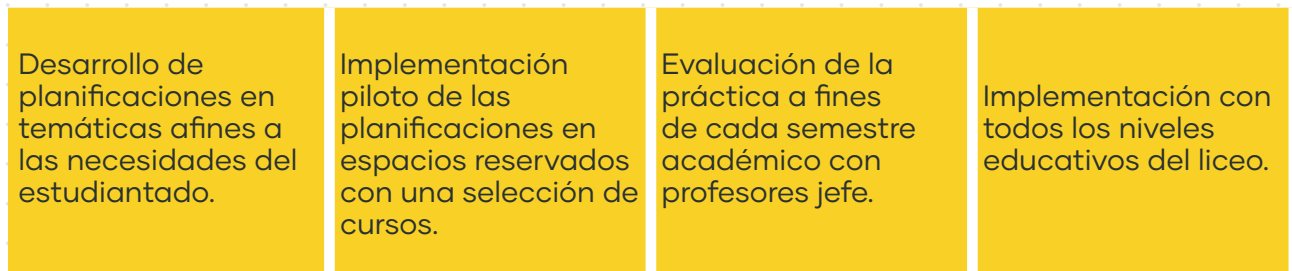 Desarrollo de
planificaciones en
temáticas afines a
las necesidades del
estudiantado.
Implementación
piloto de las
planificaciones en
espacios reservados
con una selección de
cursos.
Evaluación de la
práctica a fines
de cada semestre
académico con
profesores jefe.
Implementación con
todos los niveles
educativos del liceo.